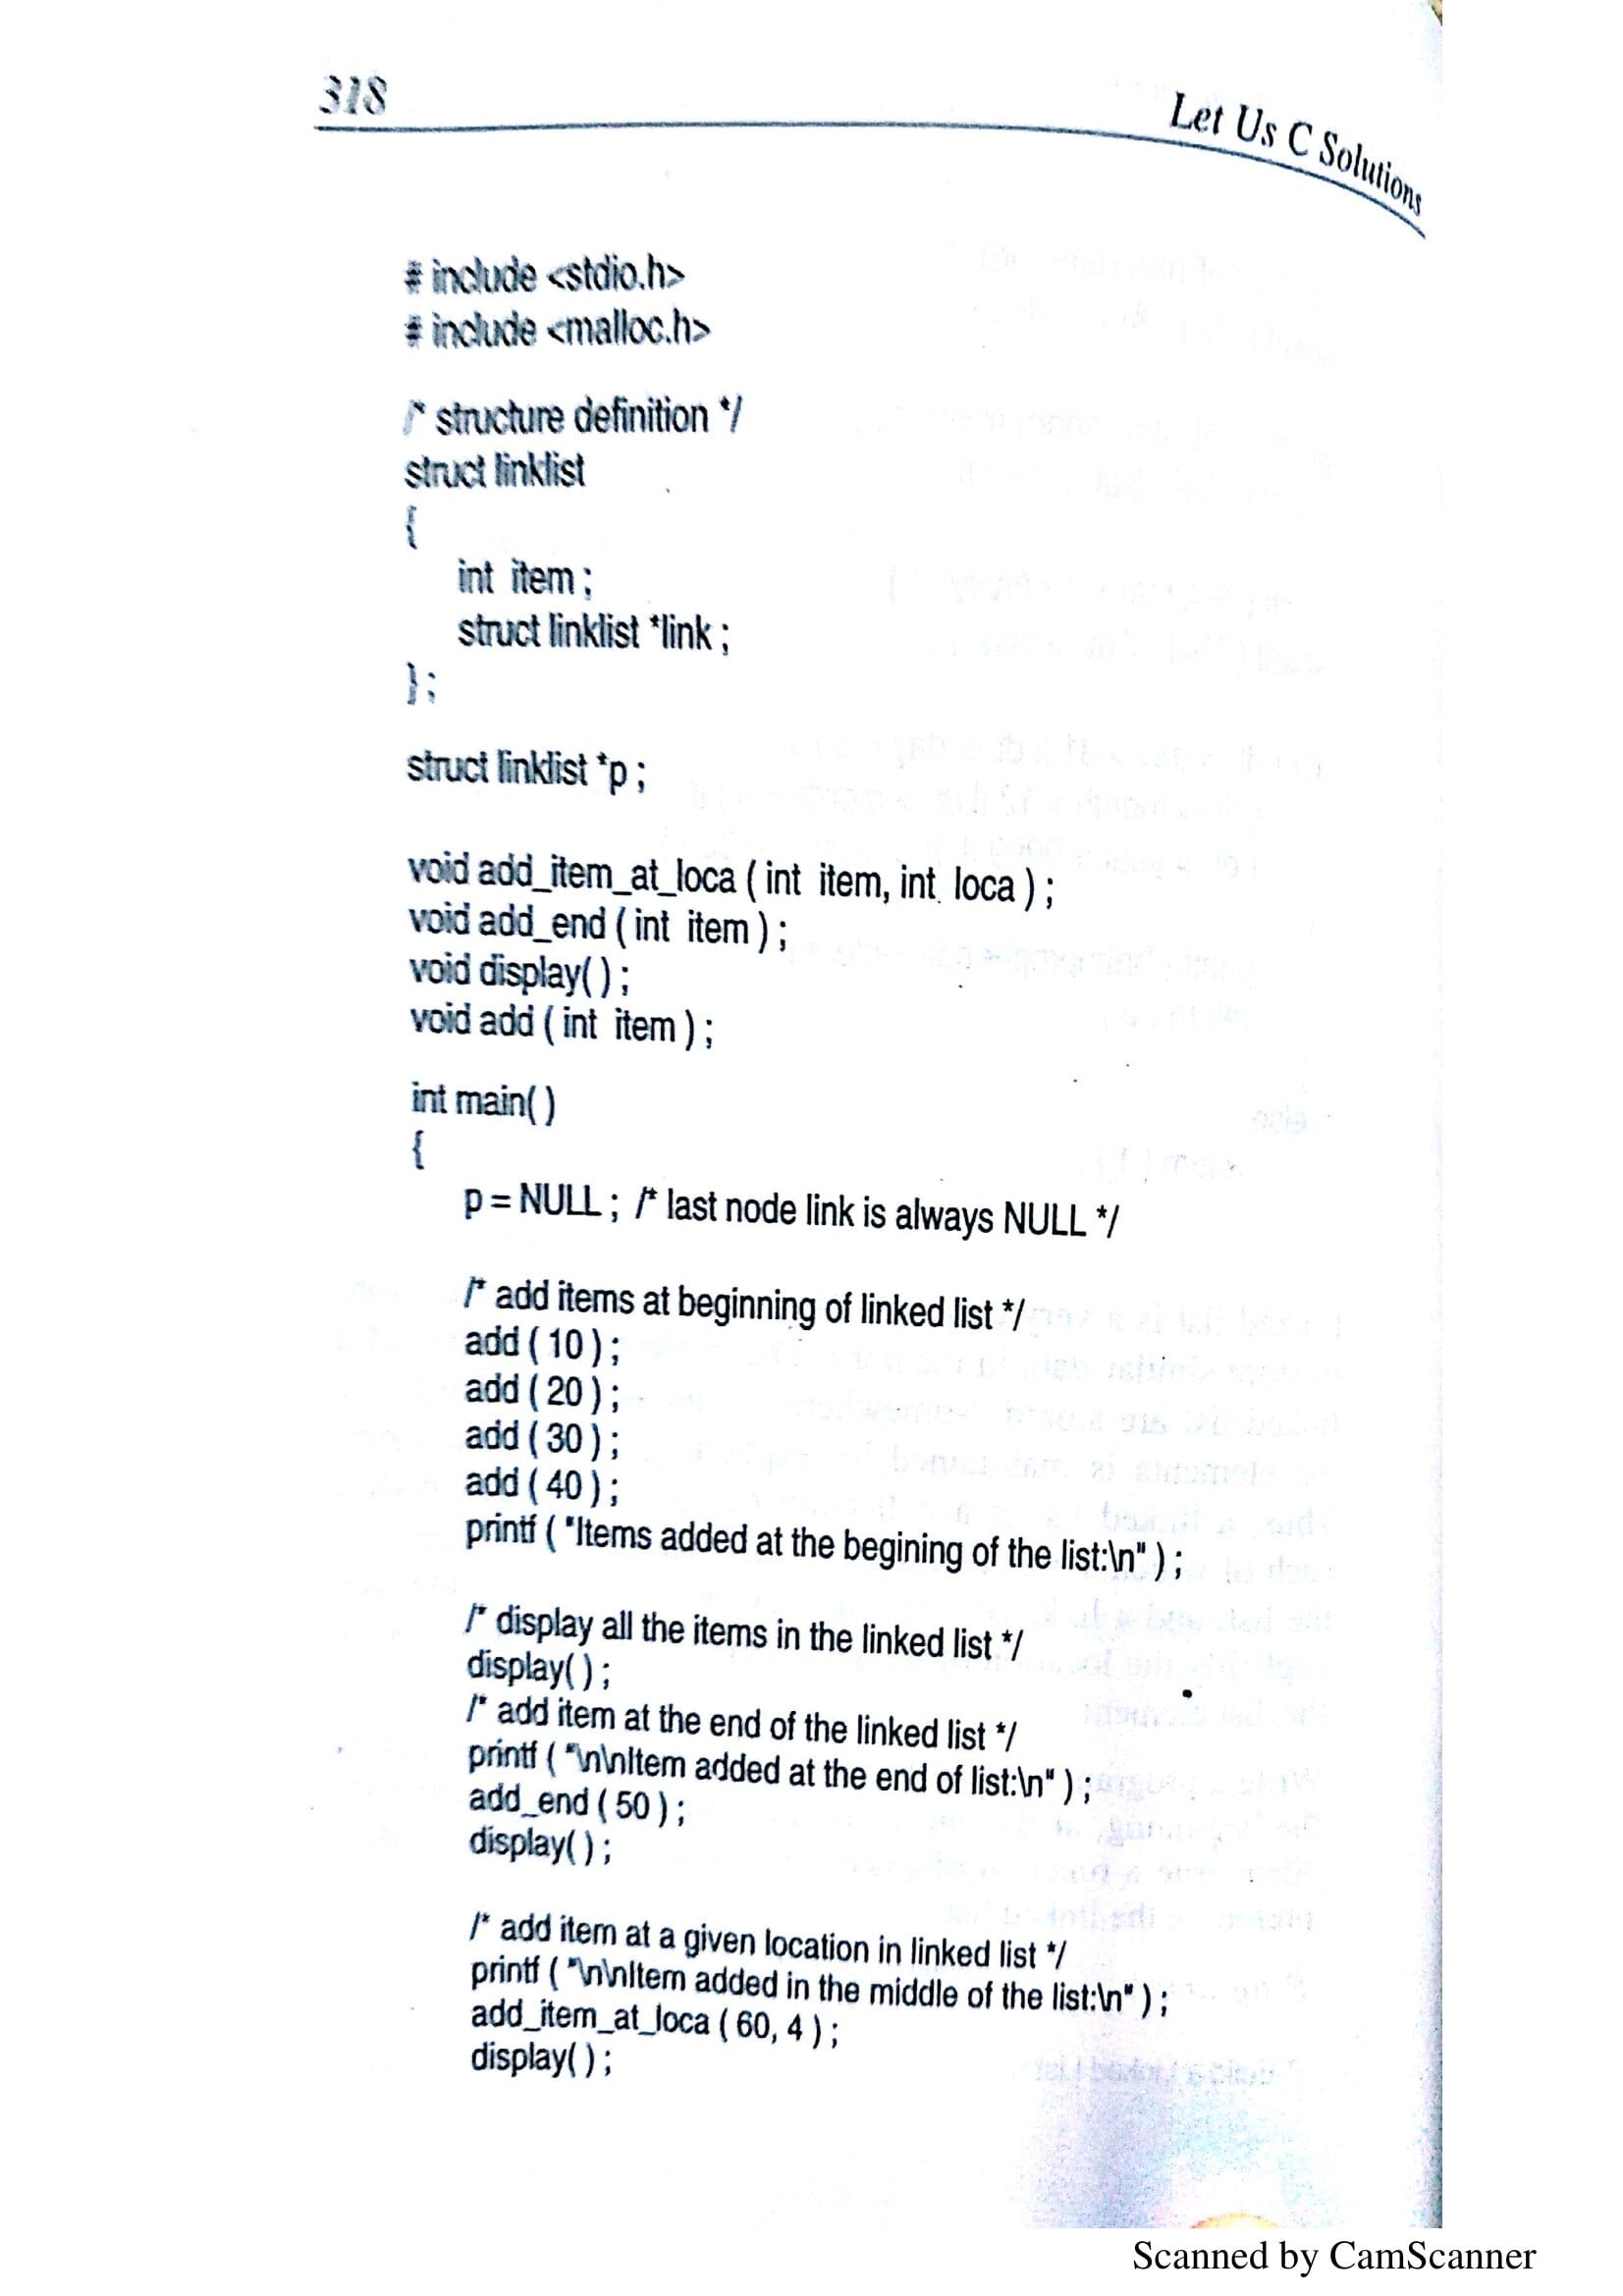 318
Let Us C Solutions
# include <stdio.h>
# include <malloc.h>
/* structure definition */
struct linklist
{
int item ;
struct linklist *link ;
} ;
struct linklist *p ;
void add_item_at_loca ( int item, int loca ) ;
void add_end ( int item ) ;
void display( ) ;
void add ( int item ) ;
int main( )
{
p = NULL ; /* last node link is always NULL */
/* add items at beginning of linked list */
add ( 10 ) ;
add ( 20 ) ;
add ( 30 ) ;
add ( 40 ) ;
printf ( "Items added at the begining of the list:\n" ) ;
/* display all the items in the linked list */
display( ) ;
/* add item at the end of the linked list */
printf ( "\n\nItem added at the end of list:\n" ) ;
add_end ( 50 ) ;
display( ) ;
/* add item at a given location in linked list */
printf ( "\n\nItem added in the middle of the list:\n" ) ;
add_item_at_loca ( 60, 4 ) ;
display( ) ;
Scanned by CamScanner